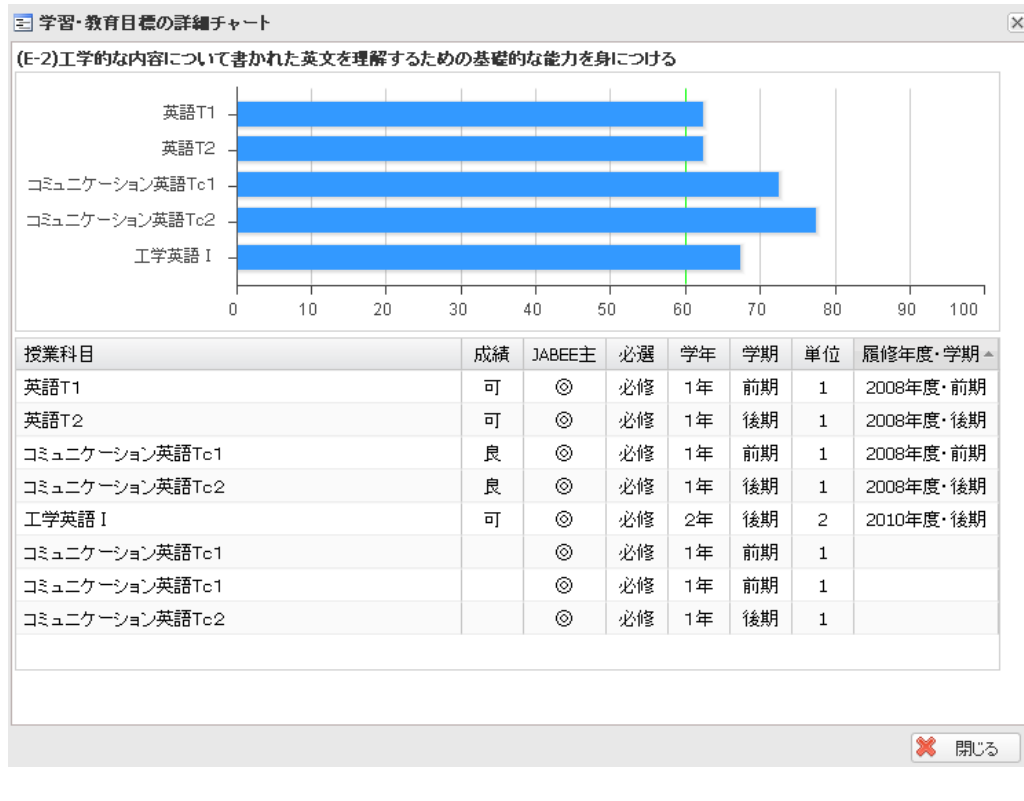 学習・教育目標の詳細チャート
(E-2)工学的な内容について書かれた英文を理解するための基礎的な能力を身につける
英語T1
英語T2
コミュニケーション英語Tc1
コミュニケーション英語Tc2
工学英語Ⅰ
0 10 20 30 40 50 60 70 80 90 100
授業科目 成績 JABEE主 必選 学年 学期 単位 履修年度・学期
英語T1 可 ◎ 必修 1年 前期 1 2008年度・前期
英語T2 可 ◎ 必修 1年 後期 1 2008年度・後期
コミュニケーション英語Tc1 良 ◎ 必修 1年 前期 1 2008年度・前期
コミュニケーション英語Tc2 良 ◎ 必修 1年 後期 1 2008年度・後期
工学英語Ⅰ 可 ◎ 必修 2年 後期 2 2010年度・後期
コミュニケーション英語Tc1 ◎ 必修 1年 前期 1
コミュニケーション英語Tc1 ◎ 必修 1年 前期 1
コミュニケーション英語Tc2 ◎ 必修 1年 後期 1
閉じる